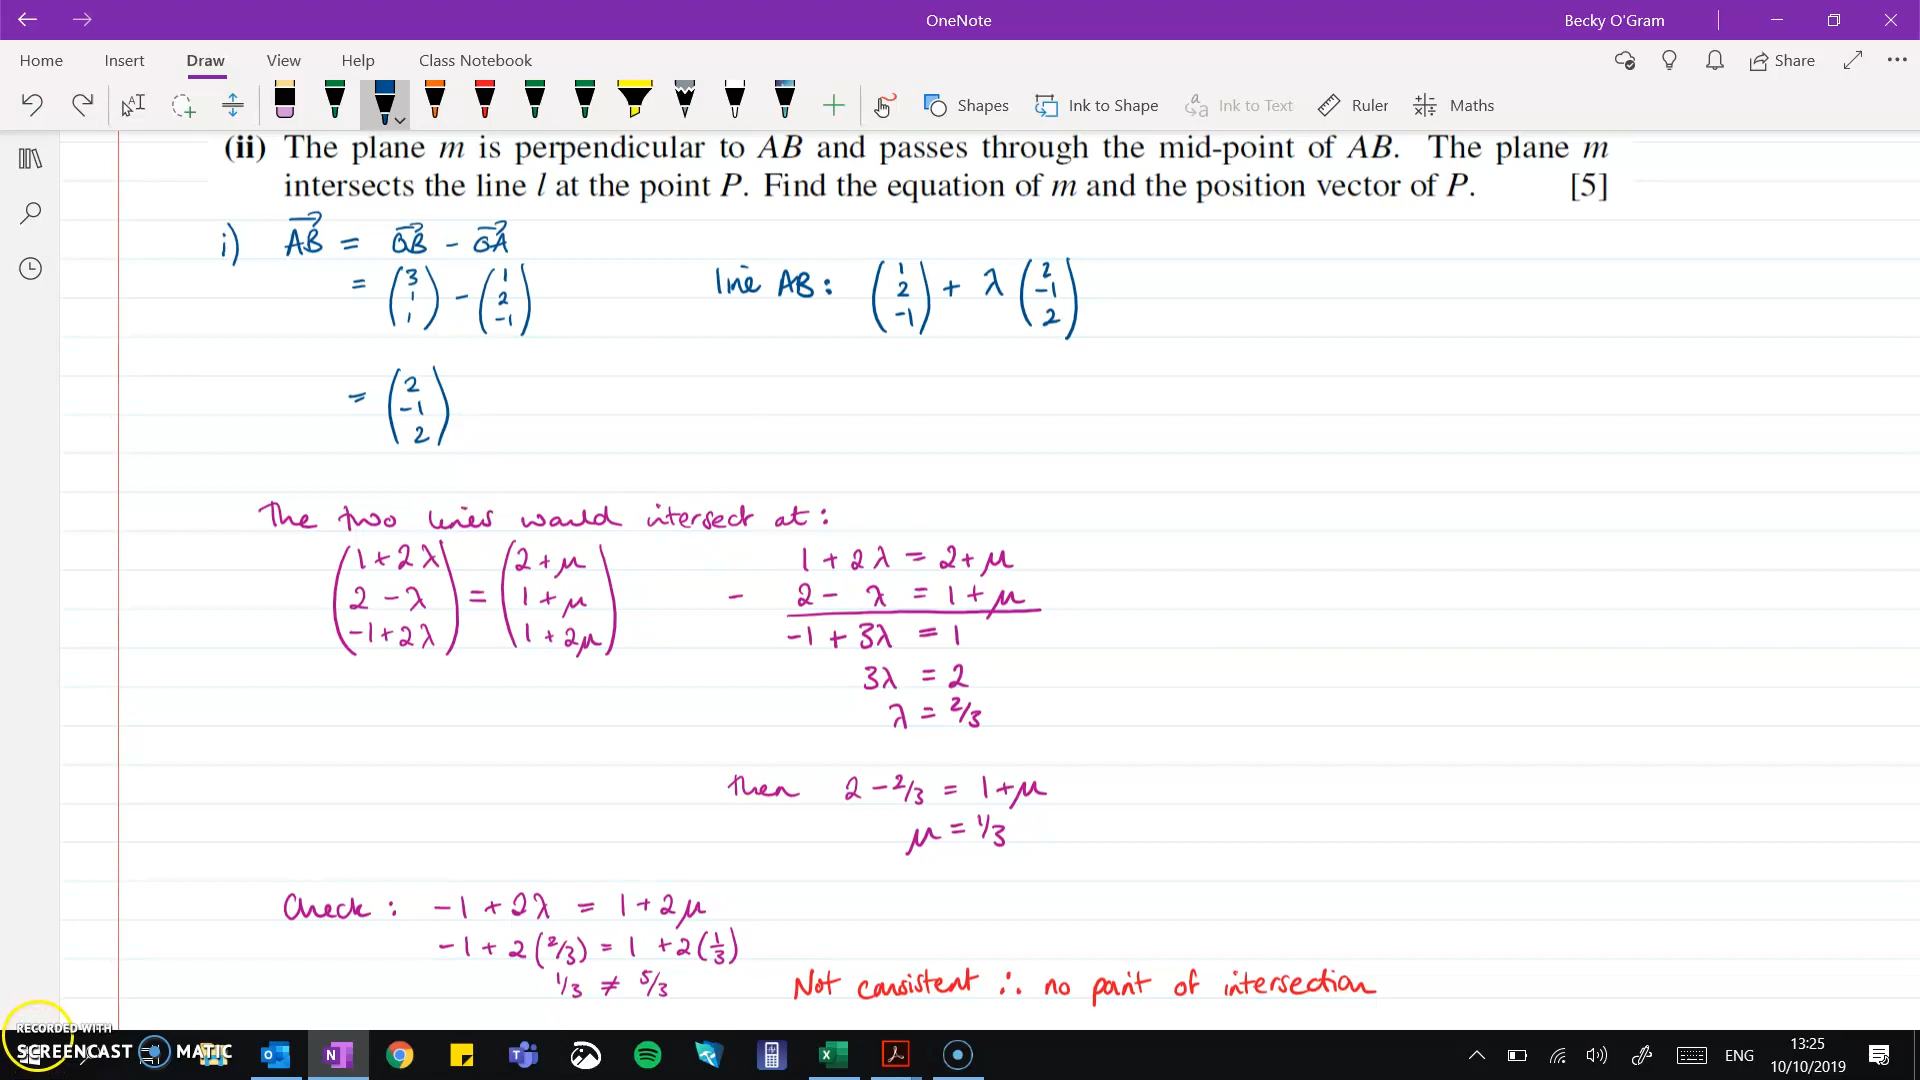 OneNote
Becky O'Gram
Home Insert Draw View Help Class Notebook
Share
Shapes Ink to Shape Ink to Text Ruler Maths
(ii) The plane m is perpendicular to AB and passes through the mid-point of AB. The plane m
intersects the line l at the point P. Find the equation of m and the position vector of P. [5]
i) \overrightarrow{AB} = \overrightarrow{OB} - \overrightarrow{OA}
= (3 1 1) - (1 2 -1)
line AB: (1 2 -1) + λ (2 -1 2)
= (2 -1 2)
The two lines would intersect at:
(1 + 2λ, 2 - λ, -1 + 2λ) = (2 + μ, 1 + μ, 1 + 2μ)
1 + 2λ = 2 + μ
- 2 - λ = 1 + μ
-1 + 3λ = 1
3λ = 2
λ = 2/3
then 2 - 2/3 = 1 + μ
μ = 1/3
Check: -1 + 2λ = 1 + 2μ
-1 + 2(2/3) = 1 + 2(1/3)
1/3 ≠ 5/3
Not consistent ∴ no point of intersection
RECORDED WITH
SCREENCAST MATIC
ENG
13:25
10/10/2019